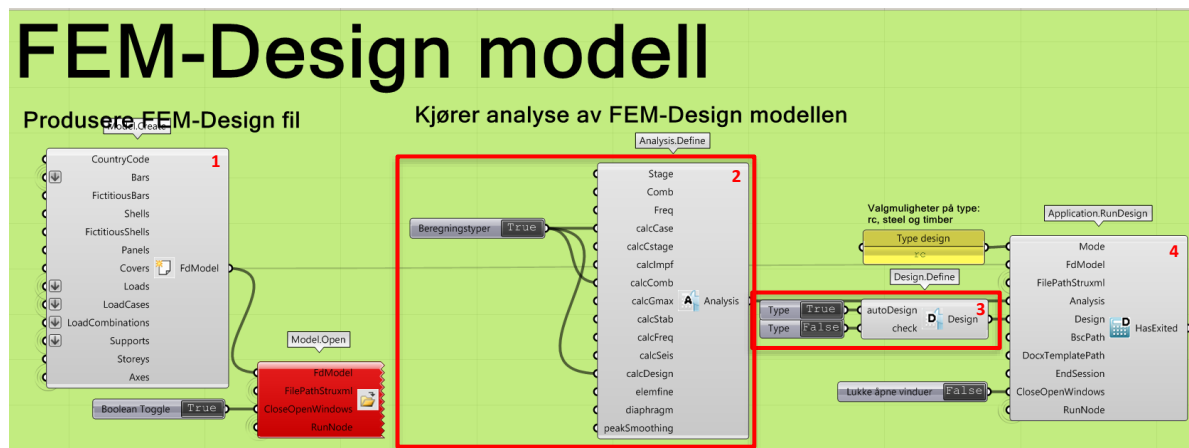 FEM-Design modell
Produsere FEM-Design fil
Kjører analyse av FEM-Design modellen
Model.Create
CountryCode
1
Bars
FictitiousBars
Shells
FictitiousShells
Panels
Covers
FdModel
Loads
LoadCases
LoadCombinations
Supports
Storeys
Axes
Boolean Toggle True
Model.Open
FdModel
FilePathStruxml
CloseOpenWindows
RunNode
Beregningstyper True
Analysis.Define
Stage
2
Comb
Freq
calcCase
calcCstage
calcImpf
calcComb
calcGmax
A Analysis
calcStab
calcFreq
calcSeis
calcDesign
elemfine
diaphragm
peakSmoothing
Valgmuligheter på type:
rc, steel og timber
Type design
rc
Design.Define
Type True
Type False
autoDesign
check
D Design
3
Lukke åpne vinduer False
Application.RunDesign
Mode
4
FdModel
FilePathStruxml
Analysis
Design
BscPath
D
HasExited
DocxTemplatePath
EndSession
CloseOpenWindows
RunNode